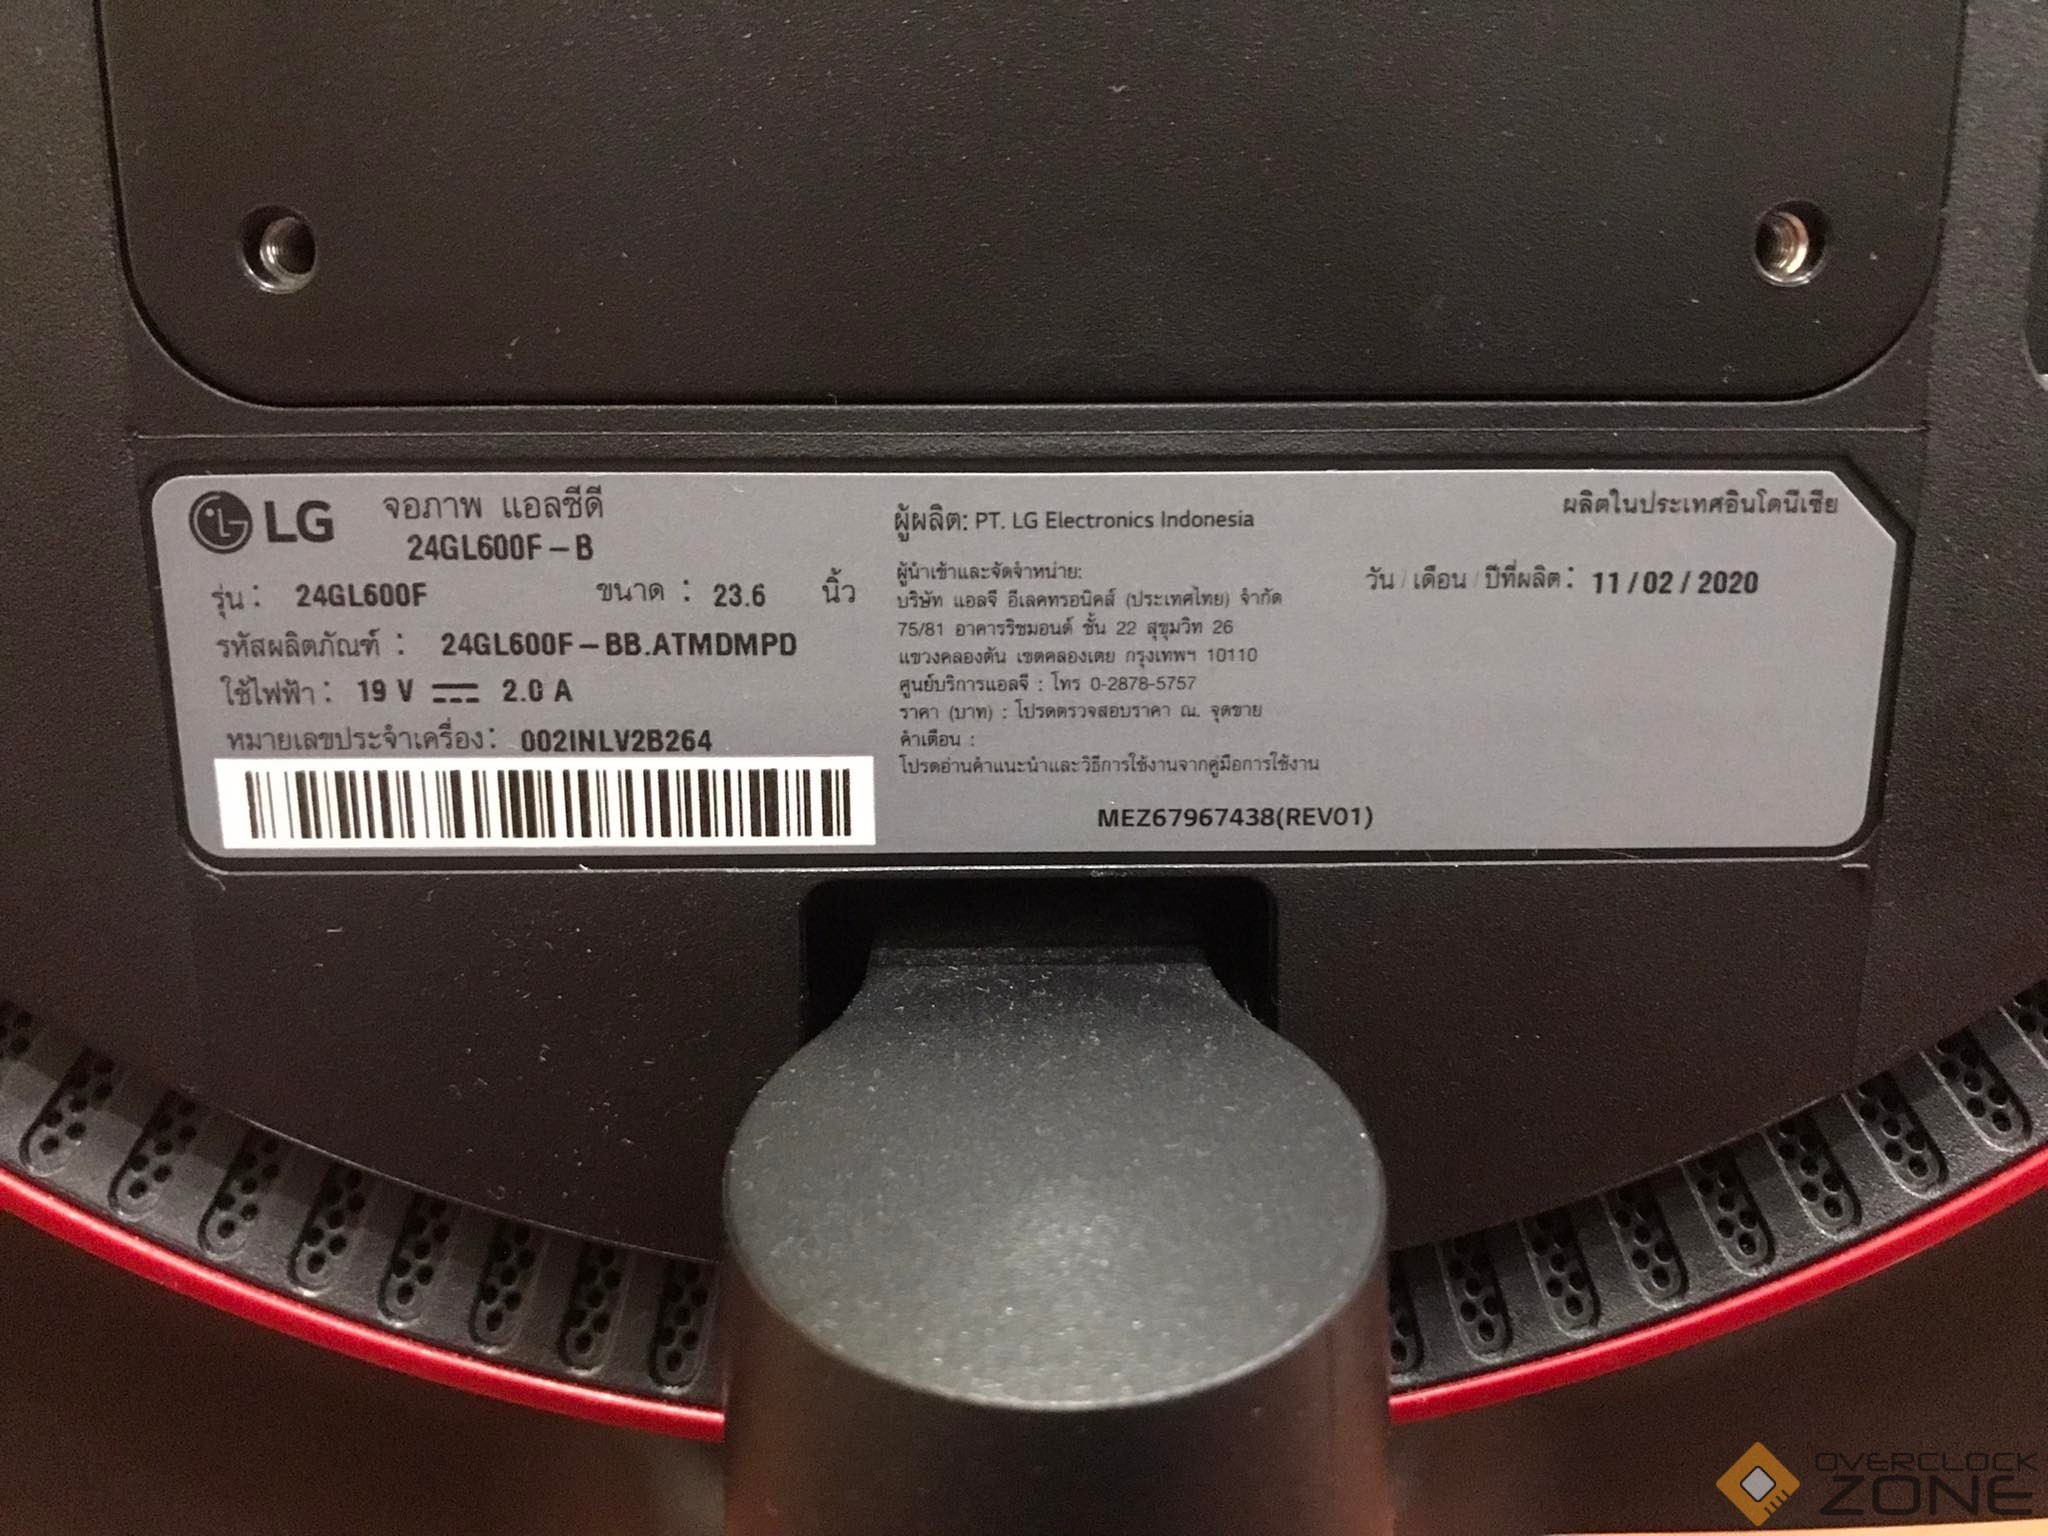 LG
จอภาพ แอลซีดี
24GL600F-B
รุ่น: 24GL600F ขนาด : 23.6 นิ้ว
รหัสผลิตภัณฑ์ : 24GL600F-BB.ATMDMPD
ใช้ไฟฟ้า: 19 V 2.0 A
หมายเลขประจำเครื่อง: 002INLV2B264
ผู้ผลิต: PT. LG Electronics Indonesia
ผู้นำเข้าและจัดจำหน่าย:
บริษัท แอลจี อีเลคทรอนิคส์ (ประเทศไทย) จำกัด
75/81 อาคารริชมอนด์ ชั้น 22 สุขุมวิท 26
แขวงคลองตัน เขตคลองเตย กรุงเทพฯ 10110
ศูนย์บริการแอลจี : โทร 0-2878-5757
ราคา (บาท) : โปรดตรวจสอบราคา ณ. จุดขาย
คำเตือน :
โปรดอ่านคำแนะนำและวิธีการใช้งานจากคู่มือการใช้งาน
MEZ67967438(REV01)
ผลิตในประเทศอินโดนีเซีย
วัน / เดือน / ปีที่ผลิต: 11/02/2020
OVERCLOCK
ZONE